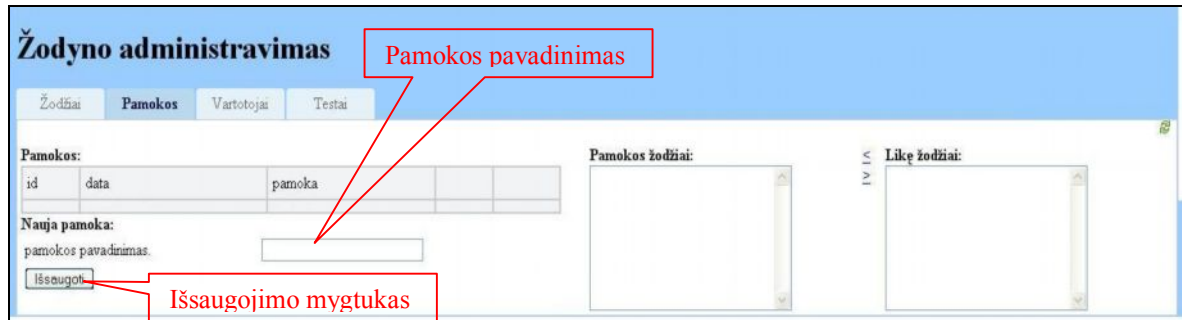 Žodyno administravimas
Pamokos pavadinimas
Žodžiai Pamokos Vartotojai Testai
Pamokos:
id data pamoka
Nauja pamoka:
pamokos pavadinimas.
Išsaugoti
Išsaugojimo mygtukas
Pamokos žodžiai:
<
>
Likę žodžiai: